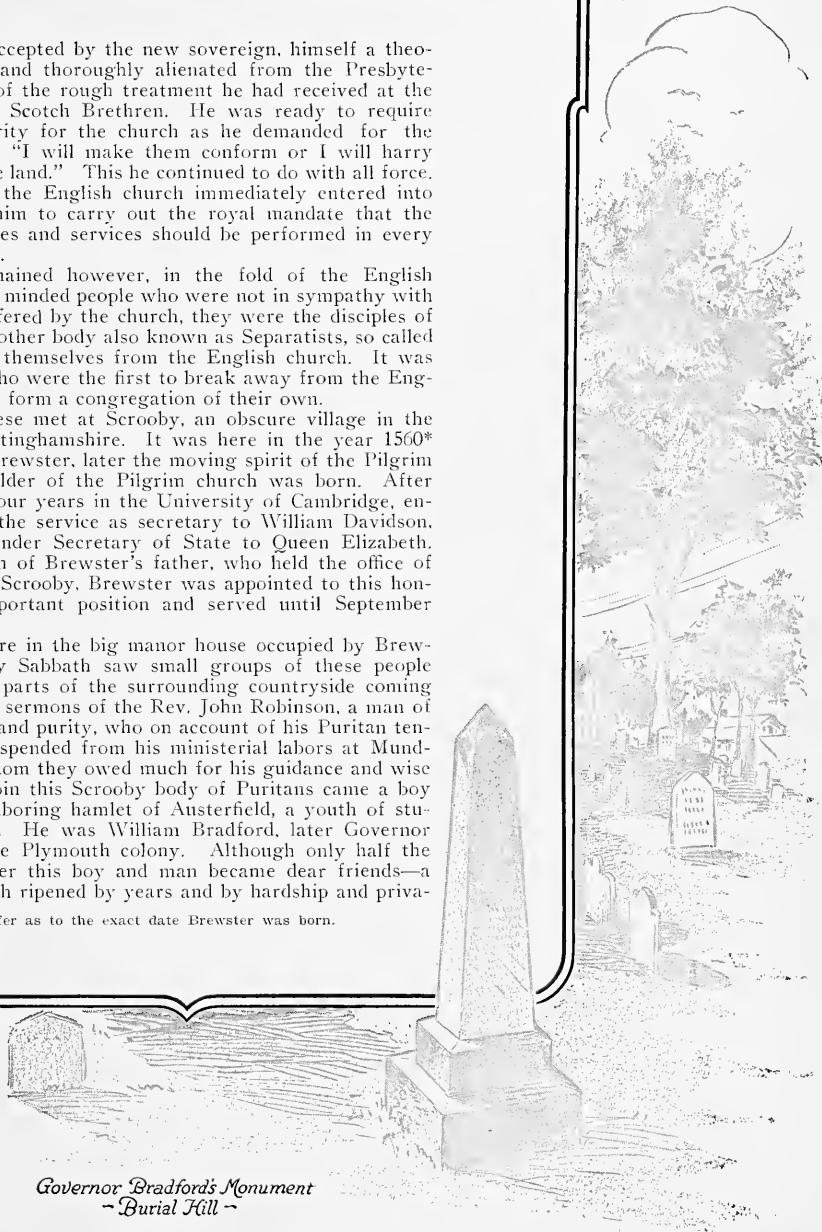 ccepted by the new sovereign, himself a theo-
and thoroughly alienated from the Presbyte-
of the rough treatment he had received at the
Scotch Brethren. He was ready to require
rity for the church as he demanded for the
“I will make them conform or I will harry
e land.” This he continued to do with all force.
the English church immediately entered into
him to carry out the royal mandate that the
es and services should be performed in every
.
nained however, in the fold of the English
minded people who were not in sympathy with
fered by the church, they were the disciples of
other body also known as Separatists, so called
themselves from the English church. It was
ho were the first to break away from the Eng-
form a congregation of their own.
ese met at Scrooby, an obscure village in the
tinghamshire. It was here in the year 1560*
rewster, later the moving spirit of the Pilgrim
lder of the Pilgrim church was born. After
our years in the University of Cambridge, en-
the service as secretary to William Davidson,
nder Secretary of State to Queen Elizabeth.
n of Brewster’s father, who held the office of
Scrooby, Brewster was appointed to this hon-
portant position and served until September
re in the big manor house occupied by Brew-
y Sabbath saw small groups of these people
parts of the surrounding countryside coming
sermons of the Rev. John Robinson, a man of
and purity, who on account of his Puritan ten-
spended from his ministerial labors at Mund-
om they owed much for his guidance and wise
oin this Scrooby body of Puritans came a boy
boring hamlet of Austerfield, a youth of stu-
. He was William Bradford, later Governor
e Plymouth colony. Although only half the
er this boy and man became dear friends—a
h ripened by years and by hardship and priva-
fer as to the exact date Brewster was born.
Governor Bradford's Monument
~ Burial Hill ~